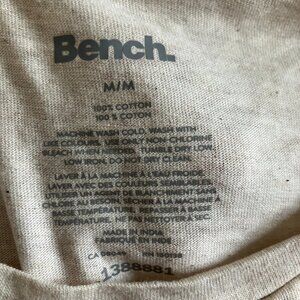 Bench.
M/M
100% COTTON
100 % COTON
MACHINE WASH COLD, WASH WITH
LIKE COLOURS. USE ONLY NON-CHLORINE
BLEACH WHEN NEEDED. TUMBLE DRY LOW.
LOW IRON. DO NOT DRY CLEAN.
LAVER À LA MACHINE À L'EAU FROIDE.
LAVER AVEC LA COULEURS SEMBLABLES.
UTILISER UN AGENT DE BLANCHIMENT SANS
CHLORE AU BESOIN. SÉCHER À LA MACHINE À
BASSE TEMPÉRATURE. REPASSER À BASSE
TEMPÉRATURE. NE PAS NETTOYER À SEC.
MADE IN INDIA
FABRIQUÉ EN INDE
CA
RN
1388881